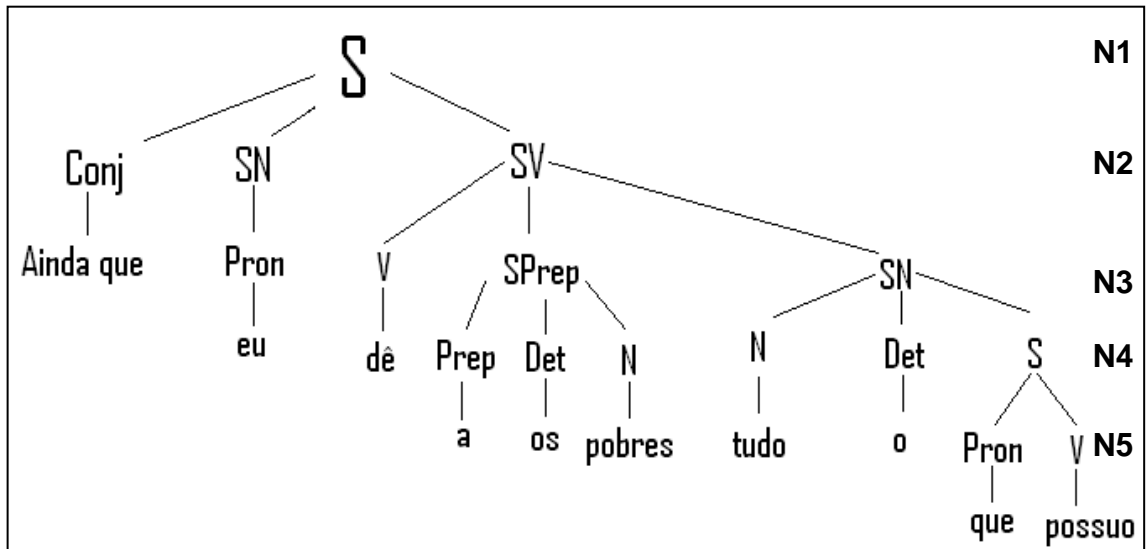 S N1
Conj SN SV N2
Ainda que Pron V SPrep SN N3
eu dê Prep Det N N Det S N4
a os pobres tudo o Pron V N5
que possuo